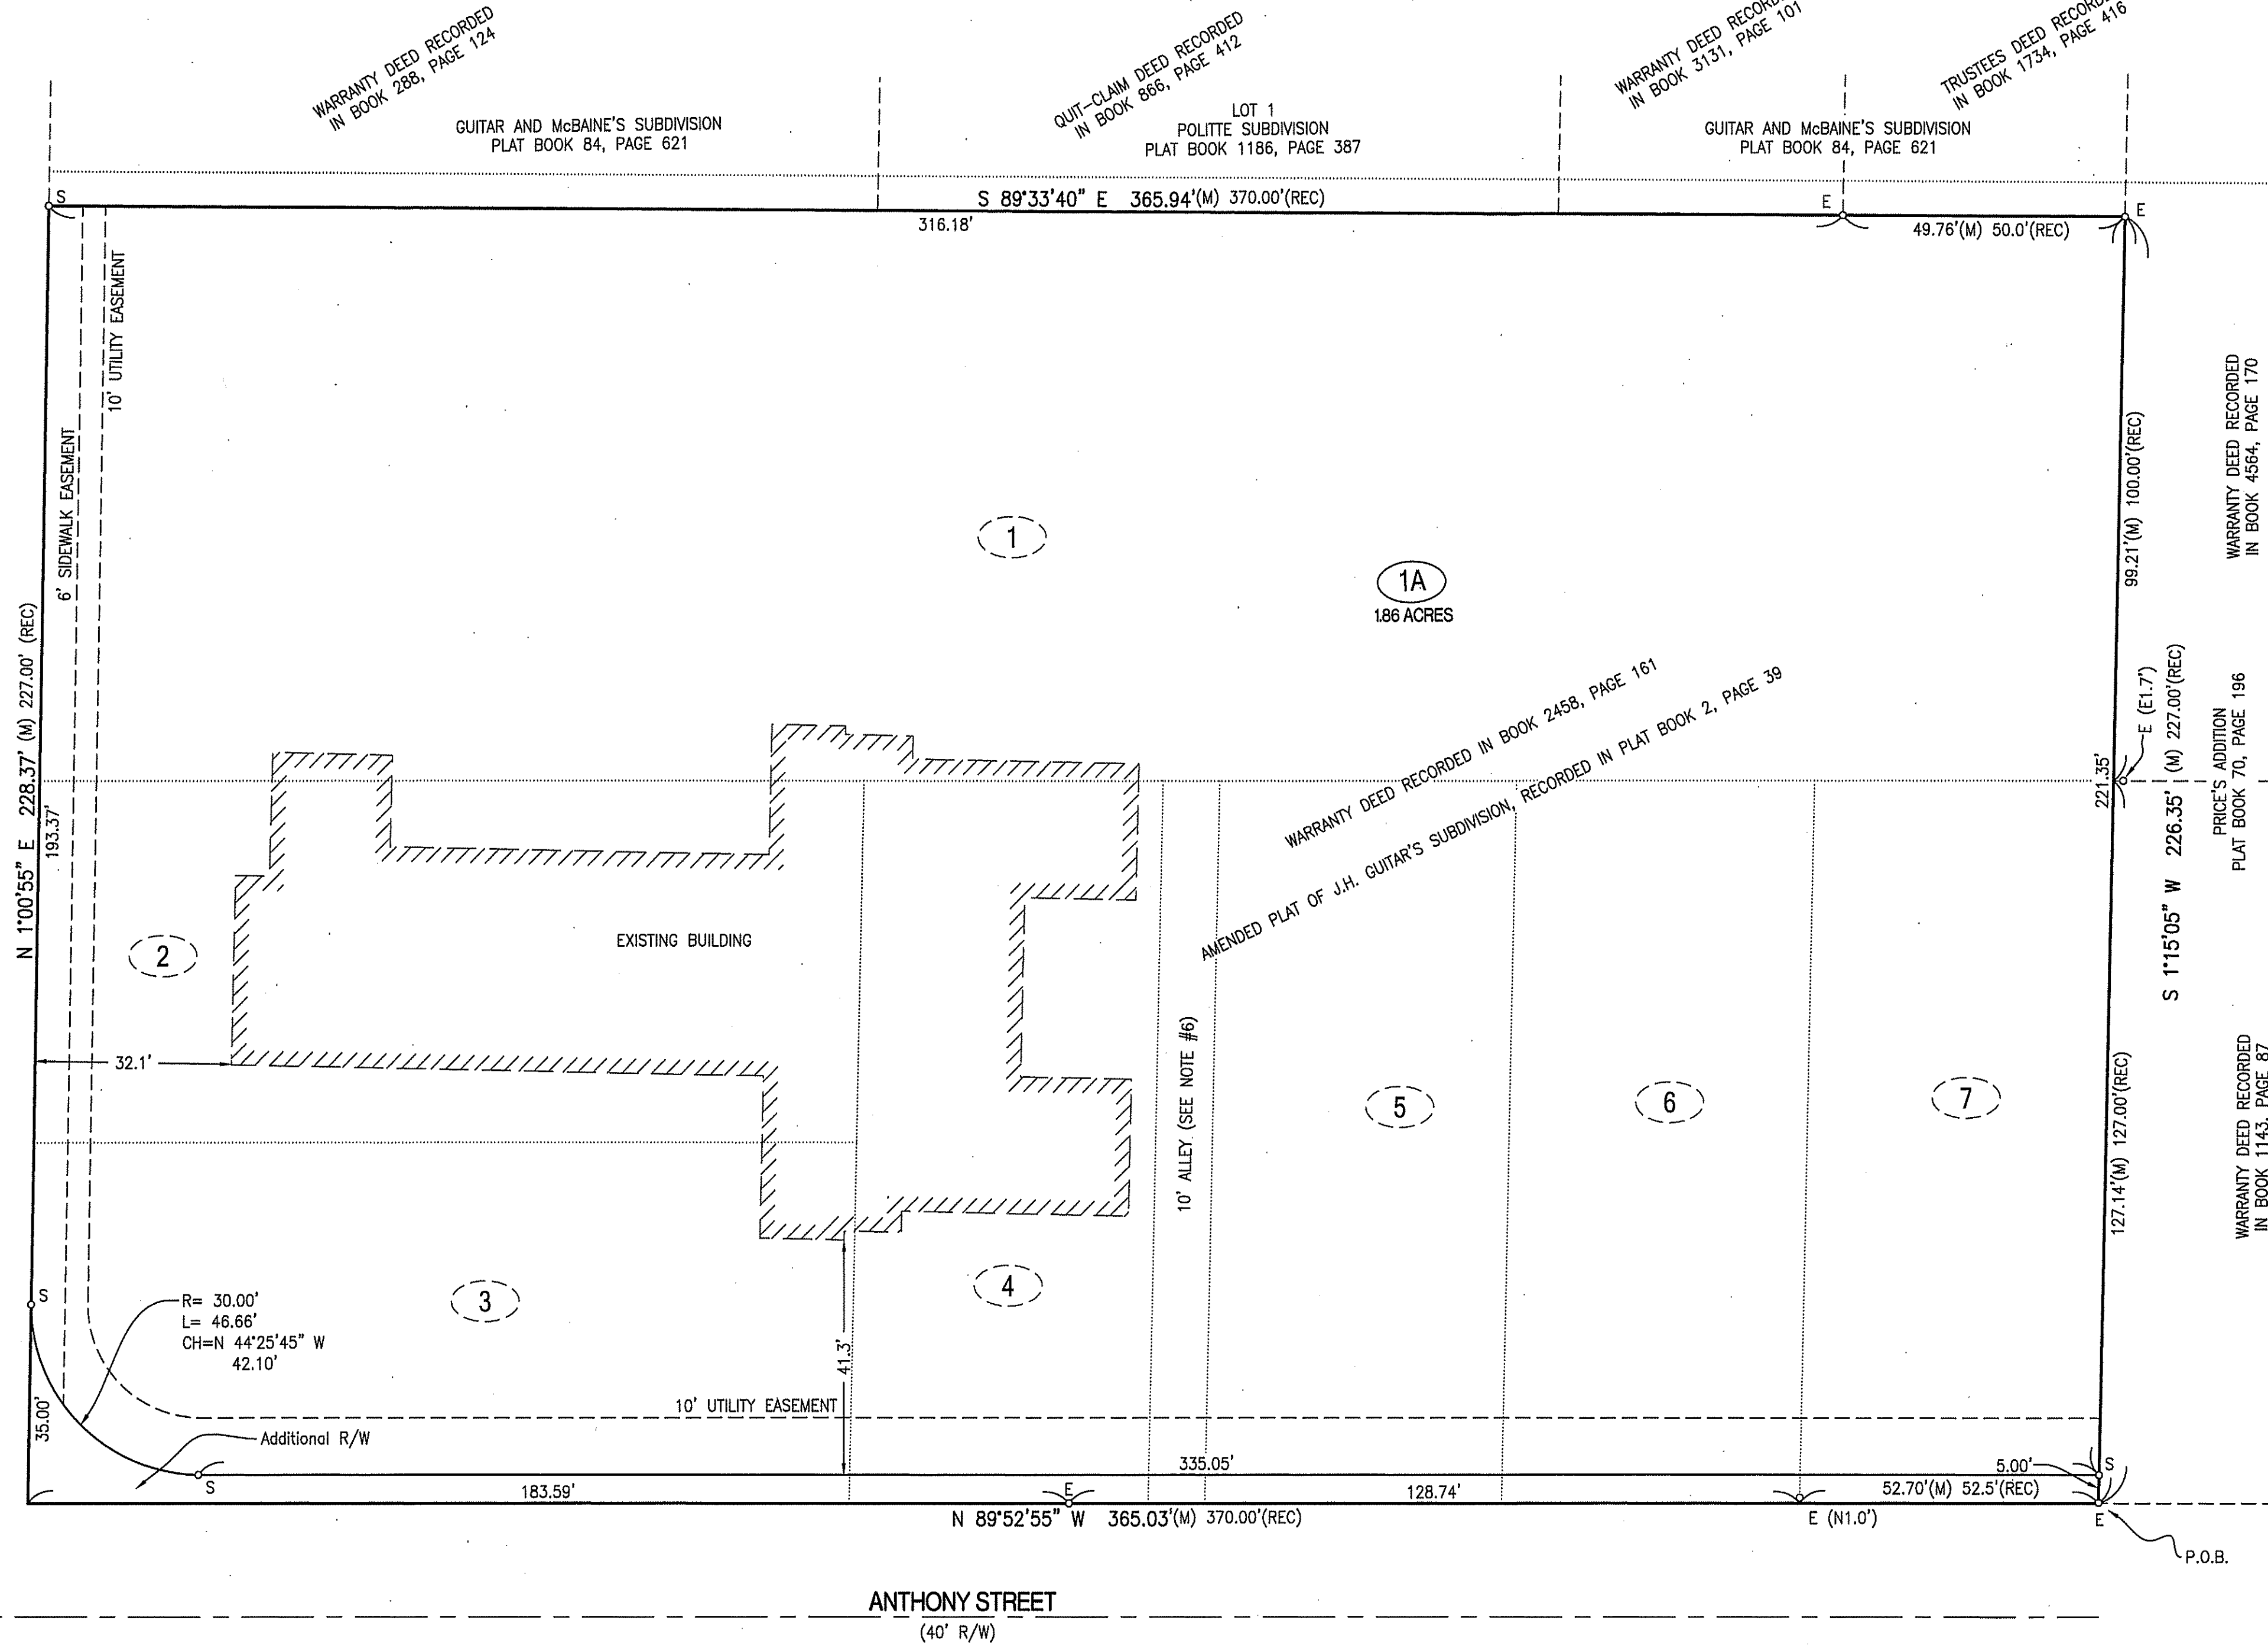 WARRANTY DEED RECORDED
IN BOOK 288, PAGE 124
QUIT-CLAIM DEED RECORDED
IN BOOK 866, PAGE 412
WARRANTY DEED
IN BOOK 3131, PAGE 101
TRUSTEES DEED
IN BOOK 1734, PAGE 416
GUITAR AND McBAINE'S SUBDIVISION
PLAT BOOK 84, PAGE 621
LOT 1
POLITTE SUBDIVISION
PLAT BOOK 1186, PAGE 387
GUITAR AND McBAINE'S SUBDIVISION
PLAT BOOK 84, PAGE 621
S
S 89°33'40" E 365.94'(M) 370.00'(REC)
E
E
316.18'
49.76'(M) 50.0'(REC)
10' UTILITY EASEMENT
6' SIDEWALK EASEMENT
N 1°00'55" E 228.37' (M) 227.00' (REC)
193.37'
1
1A
1.86 ACRES
99.21'(M) 100.00'(REC)
WARRANTY DEED RECORDED
IN BOOK 4564, PAGE 170
WARRANTY DEED RECORDED IN BOOK 2458, PAGE 161
AMENDED PLAT OF J.H. GUITAR'S SUBDIVISION, RECORDED IN PLAT BOOK 2, PAGE 39
221.35'
E (E1.7')
S 1°15'05" W 226.35' (M) 227.00'(REC)
PRICE'S ADDITION
PLAT BOOK 70, PAGE 196
2
EXISTING BUILDING
32.1'
10' ALLEY (SEE NOTE #6)
5
6
7
127.14'(M) 127.00'(REC)
WARRANTY DEED RECORDED
IN BOOK 1143, PAGE 87
3
4
S
R= 30.00'
L= 46.66'
CH=N 44°25'45" W
42.10'
41.3'
35.00'
10' UTILITY EASEMENT
Additional R/W
S
335.05'
5.00'
S
183.59'
E
128.74'
52.70'(M) 52.5'(REC)
N 89°52'55" W 365.03'(M) 370.00'(REC)
E (N1.0')
E
P.O.B.
ANTHONY STREET
(40' R/W)